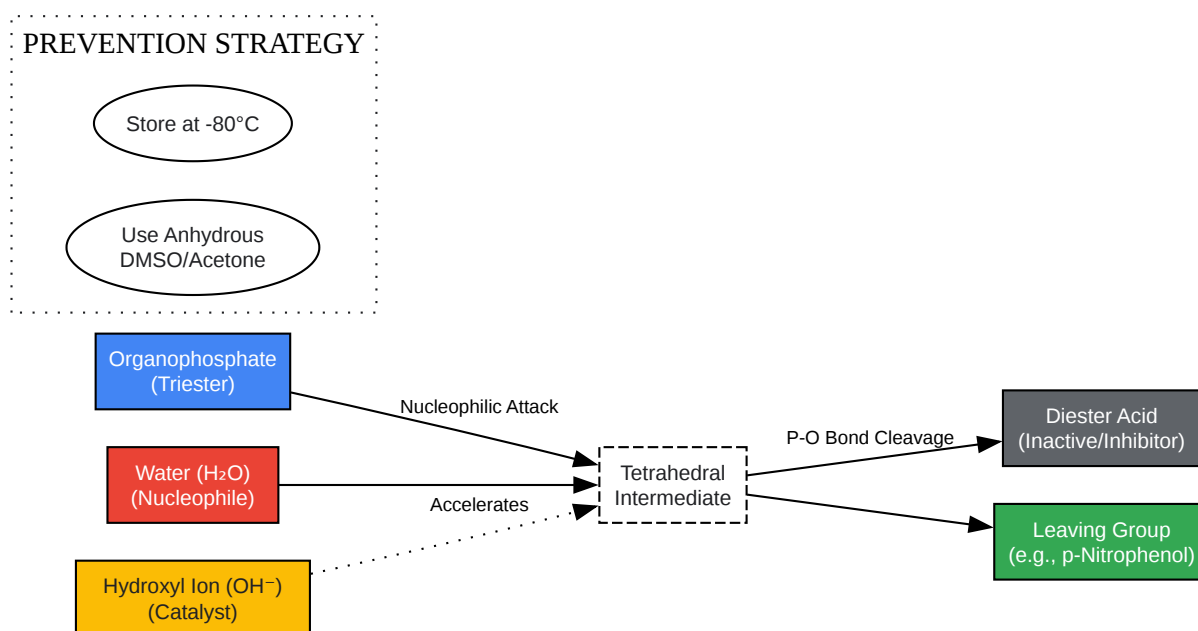 PREVENTION STRATEGY
Store at -80°C
Use Anhydrous
DMSO/Acetone
Organophosphate
(Triester)
Nucleophilic Attack
Water (H₂O)
(Nucleophile)
Accelerates
Hydroxyl Ion (OH⁻)
(Catalyst)
Tetrahedral
Intermediate
P-O Bond Cleavage
Diester Acid
(Inactive/Inhibitor)
Leaving Group
(e.g., p-Nitrophenol)